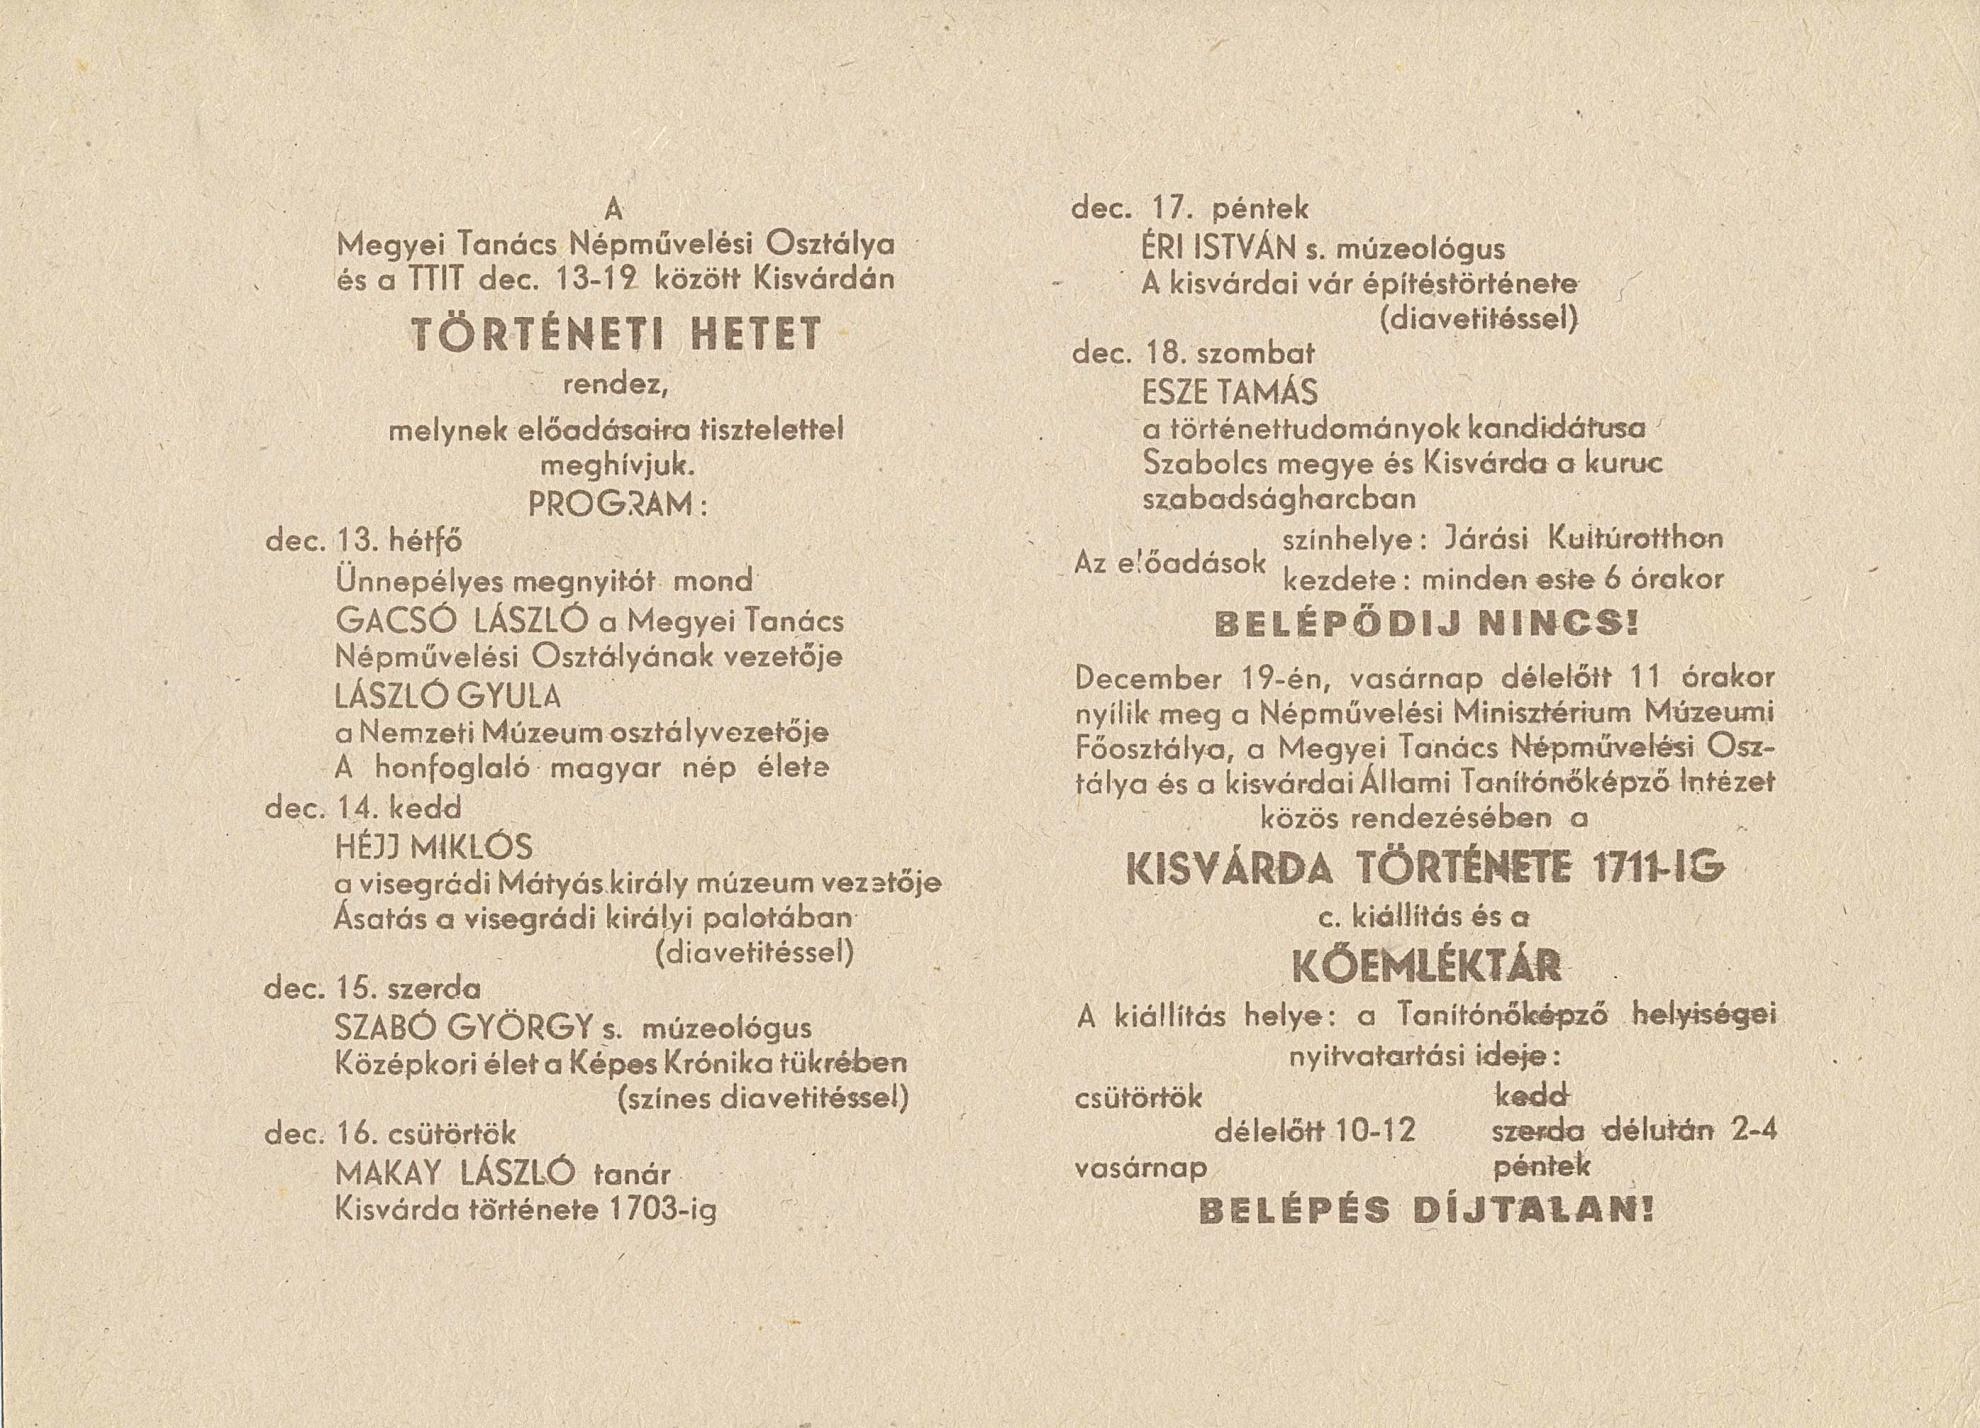 A
Megyei Tanács Népművelési Osztálya
és a TTIT dec. 13-19 között Kisvárdán
TÖRTÉNETI HETET
rendez,
melynek előadásaira tisztelettel
meghívjuk.
PROGRAM:
dec. 13. hétfő
Ünnepélyes megnyitót mond
GACSÓ LÁSZLÓ a Megyei Tanács
Népművelési Osztályának vezetője
LÁSZLÓ GYULA
a Nemzeti Múzeum osztályvezetője
A honfoglaló magyar nép élete
dec. 14. kedd
HÉJJ MIKLÓS
a visegrádi Mátyás király múzeum vezetője
Ásatás a visegrádi királyi palotában
(diavetitéssel)
dec. 15. szerda
SZABÓ GYÖRGY s. múzeológus
Középkori élet a Képes Krónika tükrében
(színes diavetitéssel)
dec. 16. csütörtök
MAKAY LÁSZLÓ tanár
Kisvárda története 1703-ig
dec. 17. péntek
ÉRI ISTVÁN s. múzeológus
A kisvárdai vár építéstörténete
(diavetitéssel)
dec. 18. szombat
ESZE TAMÁS
a történettudományok kandidátusa
Szabolcs megye és Kisvárda a kuruc
szabadságharcban
színhelye: Járási Kultúrotthon
Az előadások
kezdete: minden este 6 órakor
BELÉPŐDIJ NINCS!
December 19-én, vasárnap délelőtt 11 órakor
nyílik meg a Népművelési Minisztérium Múzeumi
Főosztálya, a Megyei Tanács Népművelési Osz-
tálya és a kisvárdai Állami Tanítónőképző Intézet
közös rendezésében a
KISVÁRDA TÖRTÉNETE 1711-IG
c. kiállítás és a
KŐEMLÉKTÁR
A kiállítás helye: a Tanítónőképző helyiségei
nyitvatartási ideje:
csütörtök kedd
délelőtt 10-12 szerda délután 2-4
vasárnap péntek
BELÉPÉS DÍJTALAN!